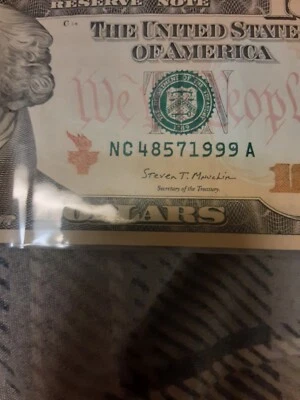 RESERVE NOTE
THE UNITED STATES
OF AMERICA
We the People
NC 48571999 A
Steven T. Mnuchin
Secretary of the Treasury.
DOLLARS
10